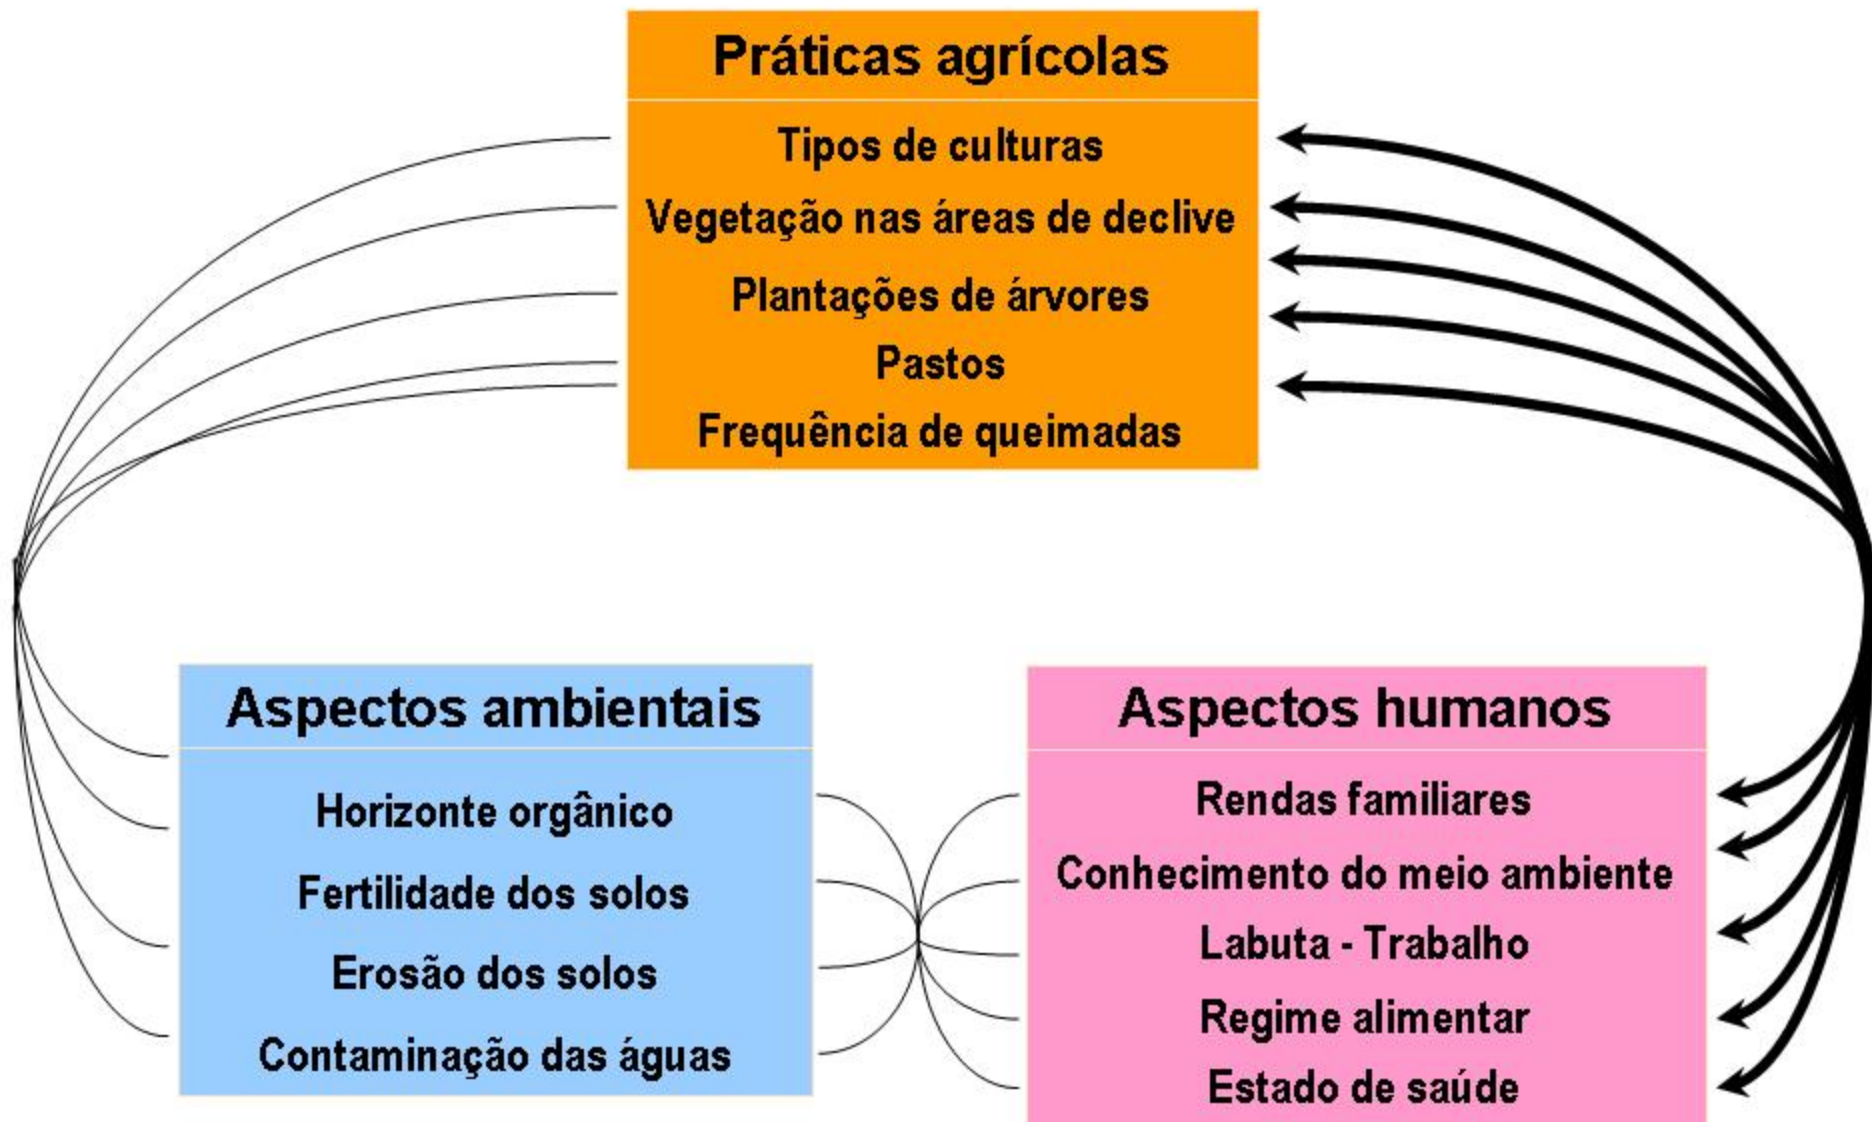 Práticas agrícolas
Tipos de culturas
Vegetação nas áreas de declive
Plantações de árvores
Pastos
Frequência de queimadas
Aspectos ambientais
Horizonte orgânico
Fertilidade dos solos
Erosão dos solos
Contaminação das águas
Aspectos humanos
Rendas familiares
Conhecimento do meio ambiente
Labuta - Trabalho
Regime alimentar
Estado de saúde